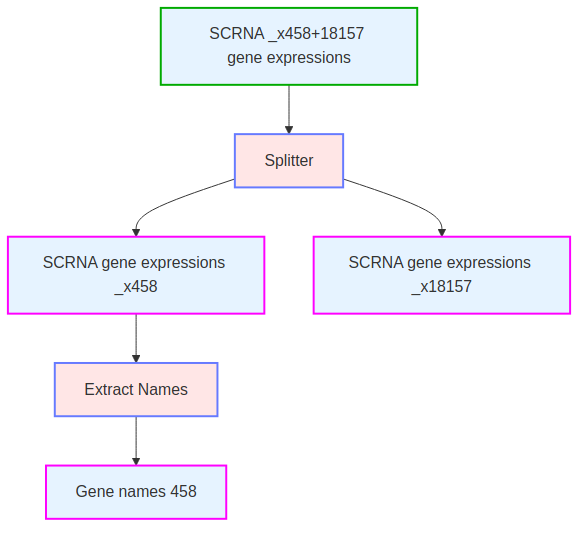 SCRNA _x458+18157
gene expressions
Splitter
SCRNA gene expressions
_x458
SCRNA gene expressions
_x18157
Extract Names
Gene names 458